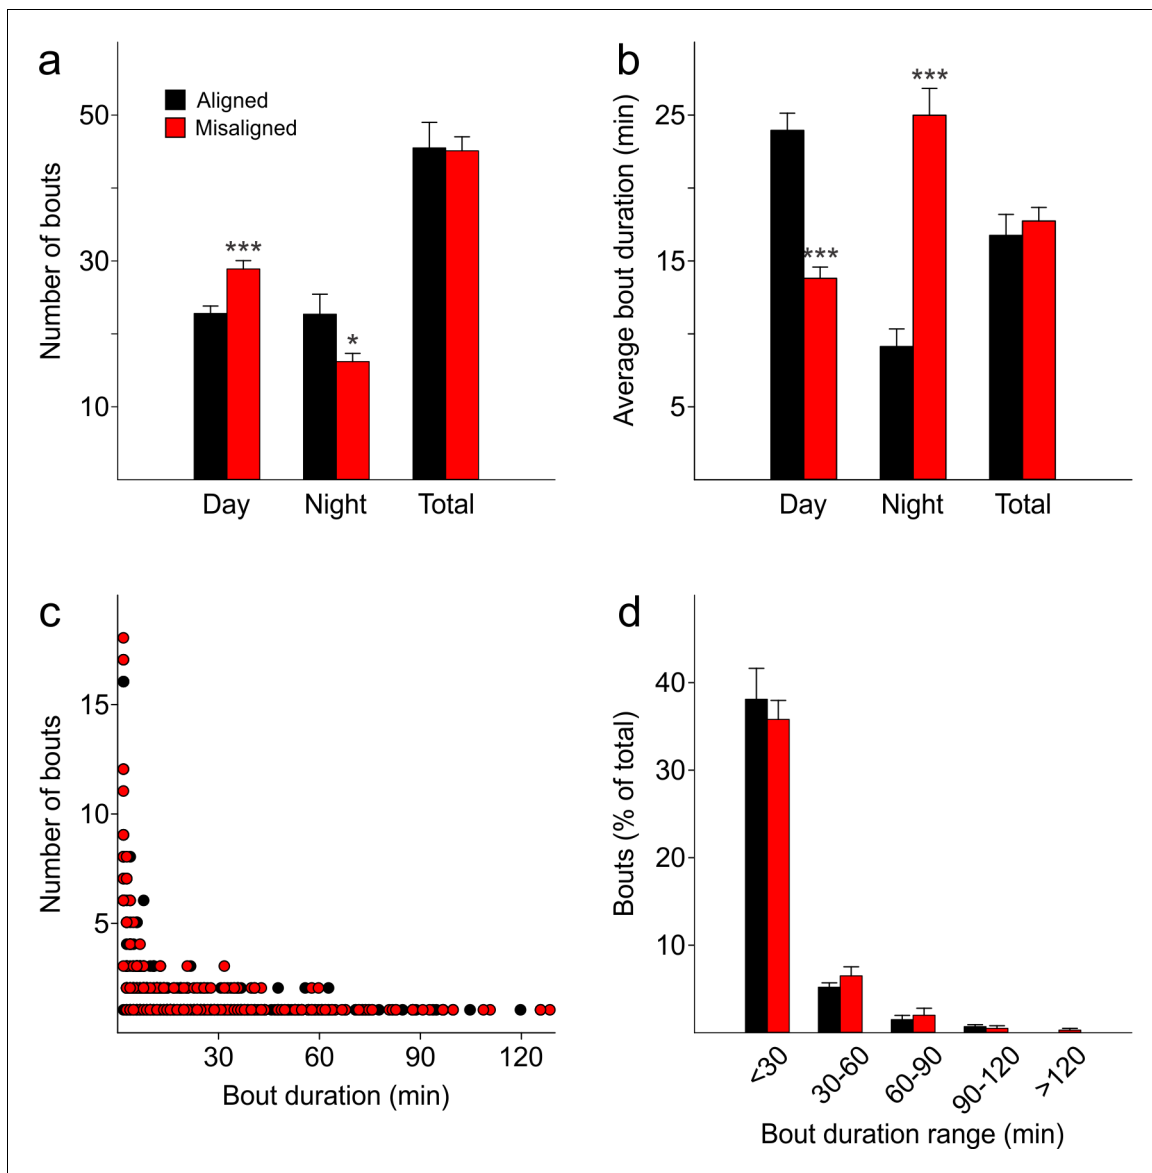 a
Aligned
Misaligned
Number of bouts
50
30
10
***
*
Day Night Total
b
Average bout duration (min)
25
15
5
***
***
Day Night Total
c
Number of bouts
15
10
5
30 60 90 120
Bout duration (min)
d
Bouts (% of total)
40
30
20
10
<30 30-60 60-90 90-120 >120
Bout duration range (min)